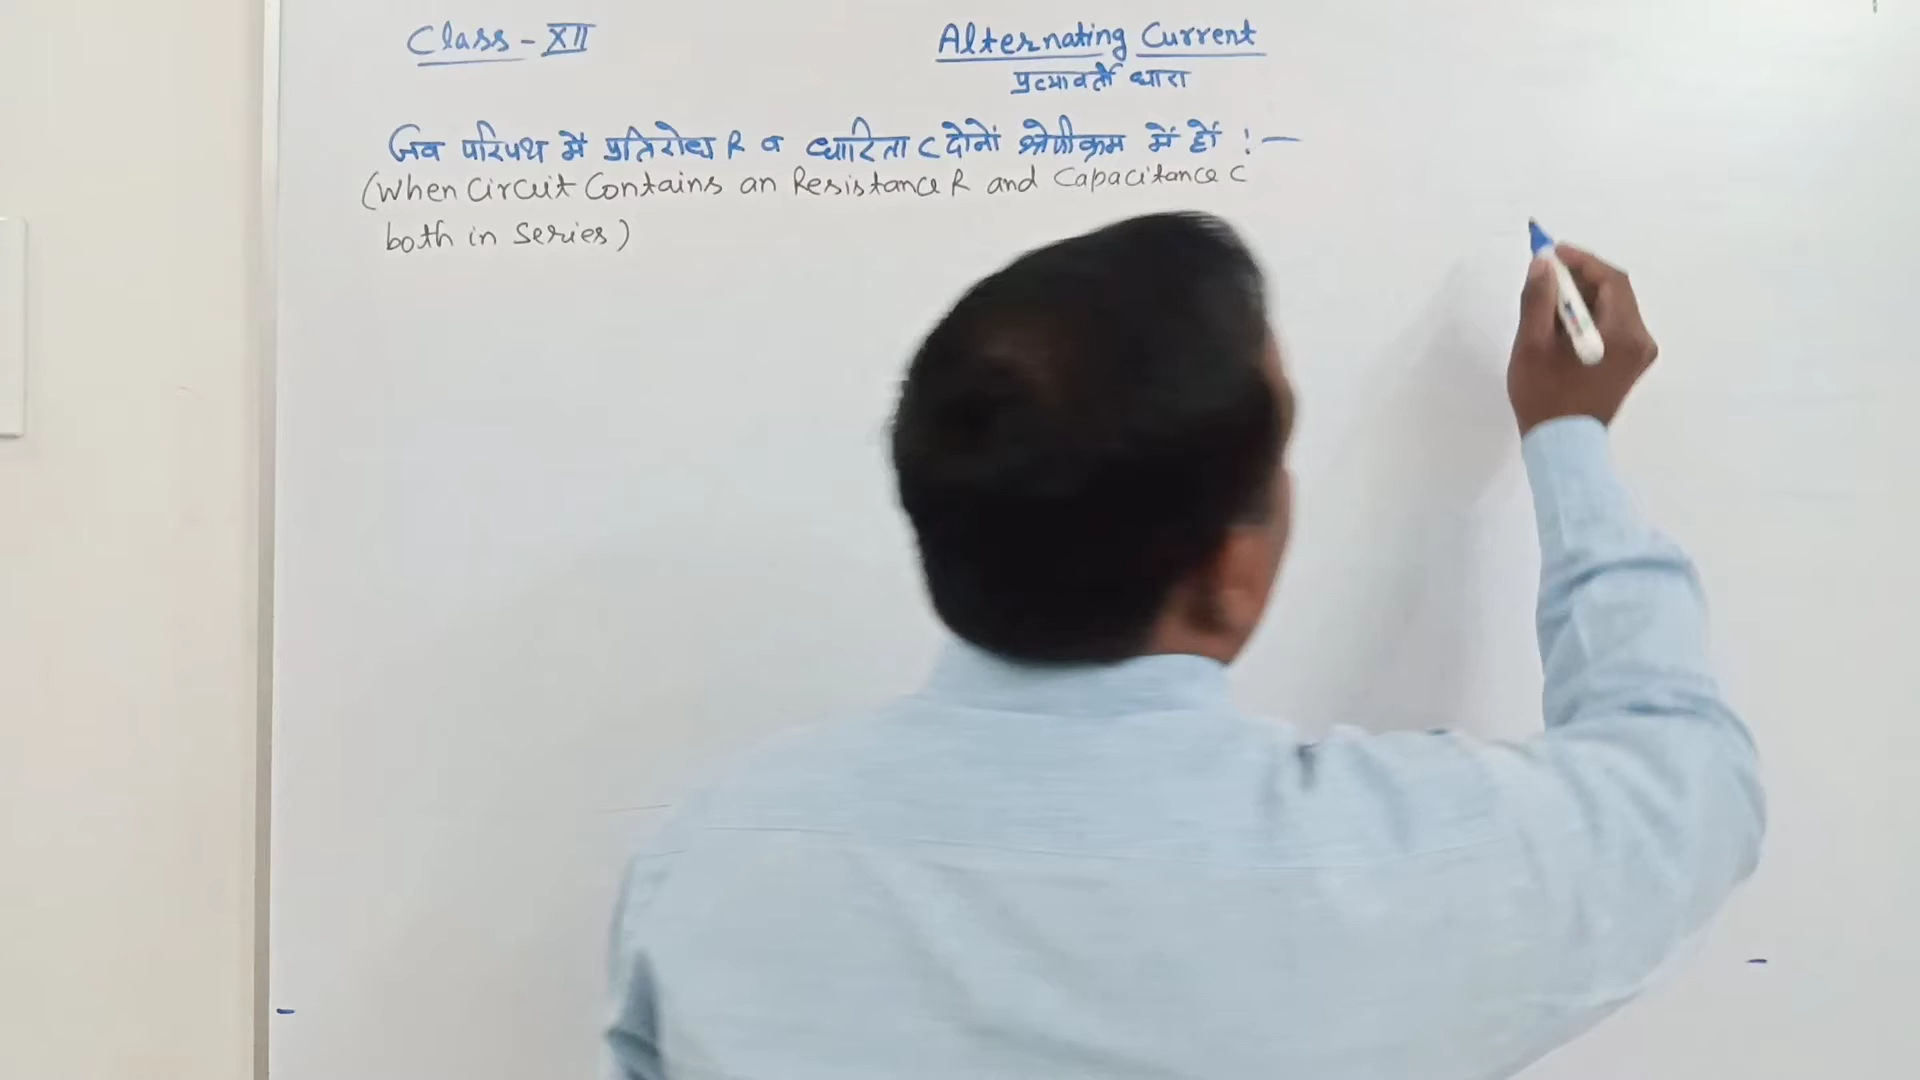 Class - XII
Alternating Current
प्रत्यावर्ती धारा
जब परिपथ में प्रतिरोध R व धारिता C दोनों श्रेणीक्रम में हों :-
(When Circuit Contains an Resistance R and Capacitance C
both in Series)